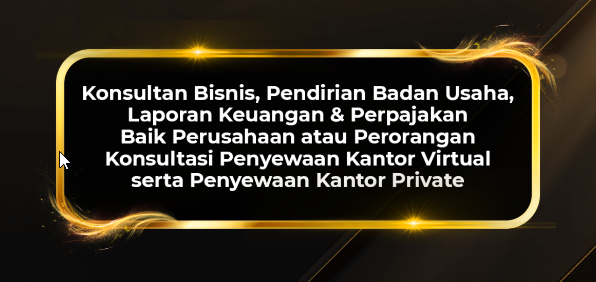 Konsultan Bisnis, Pendirian Badan Usaha,
Laporan Keuangan & Perpajakan
Baik Perusahaan atau Perorangan
Konsultasi Penyewaan Kantor Virtual
serta Penyewaan Kantor Private